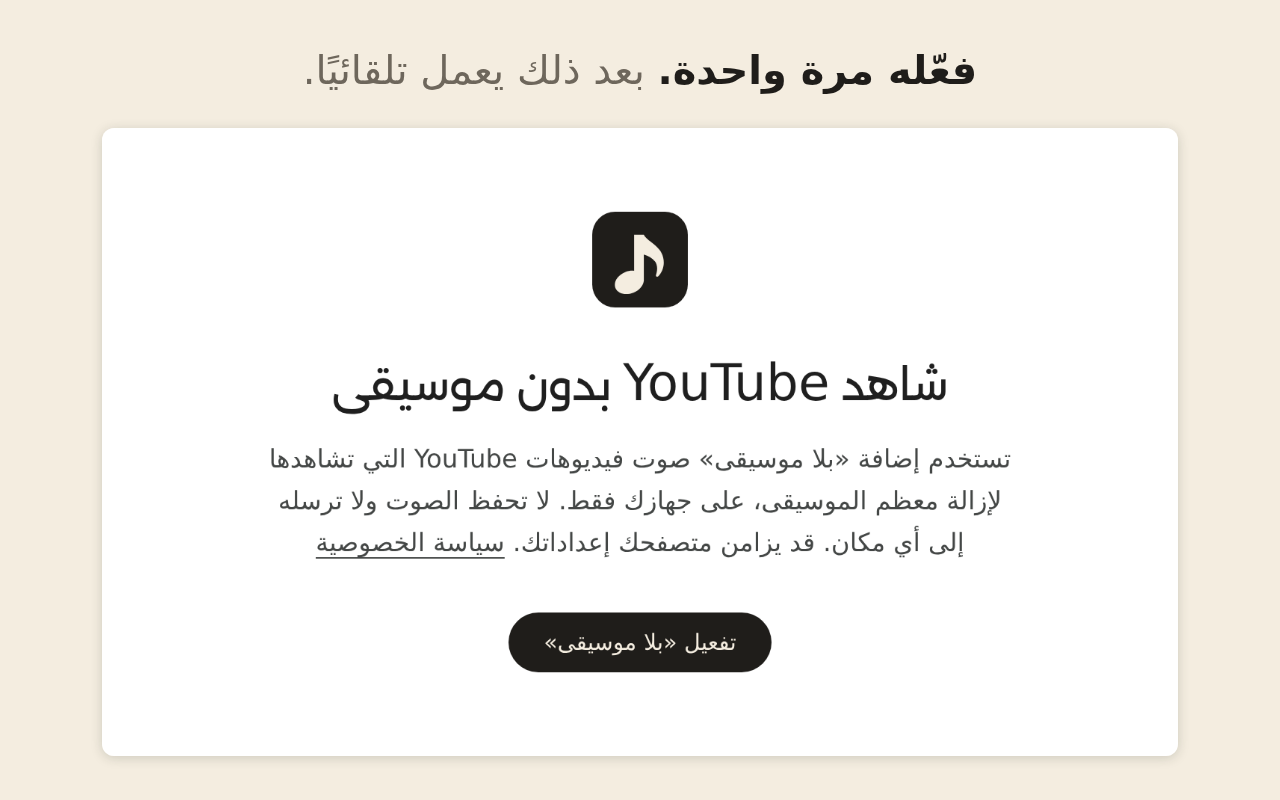 فعّله مرة واحدة. بعد ذلك يعمل تلقائيًا.
شاهد YouTube بدون موسيقى
تستخدم إضافة «بلا موسيقى» صوت فيديوهات YouTube التي تشاهدها
لإزالة معظم الموسيقى، على جهازك فقط. لا تحفظ الصوت ولا ترسله
إلى أي مكان. قد يزامن متصفحك إعداداتك. سياسة الخصوصية
تفعيل «بلا موسيقى»